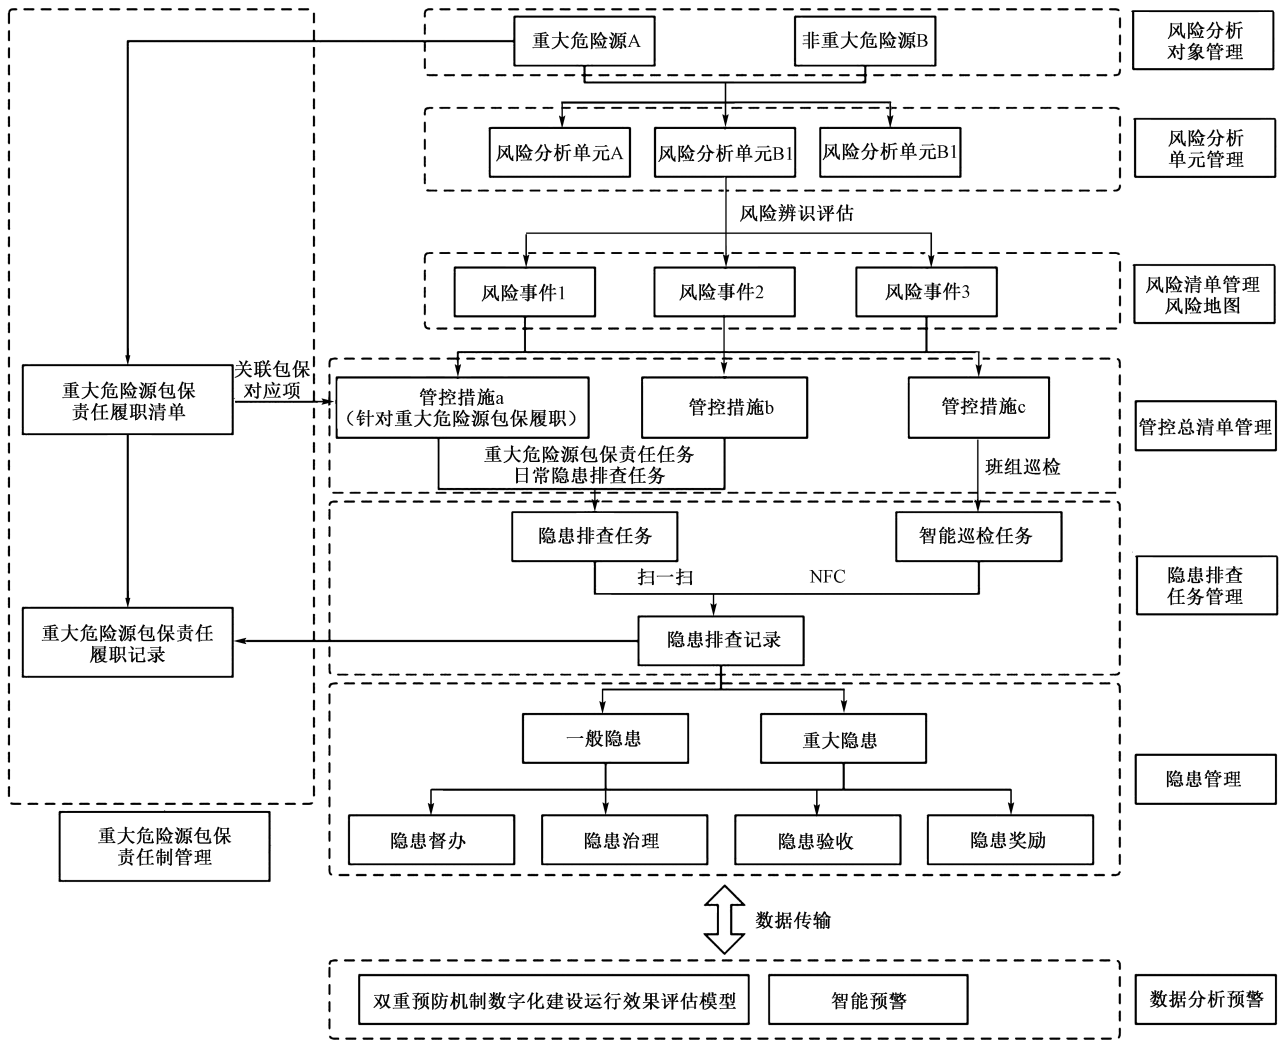 重大危险源A
非重大危险源B
风险分析
对象管理
风险分析单元A
风险分析单元B1
风险分析单元B1
风险分析
单元管理
风险辨识评估
风险事件1
风险事件2
风险事件3
风险清单管理
风险地图
重大危险源包保
责任履职清单
关联包保
对应项
管控措施a
（针对重大危险源包保履职）
管控措施b
管控措施c
管控总清单管理
重大危险源包保责任任务
日常隐患排查任务
班组巡检
隐患排查任务
智能巡检任务
扫一扫
NFC
隐患排查
任务管理
重大危险源包保责任
履职记录
隐患排查记录
一般隐患
重大隐患
隐患管理
隐患督办
隐患治理
隐患验收
隐患奖励
重大危险源包保
责任制管理
数据传输
双重预防机制数字化建设运行效果评估模型
智能预警
数据分析预警